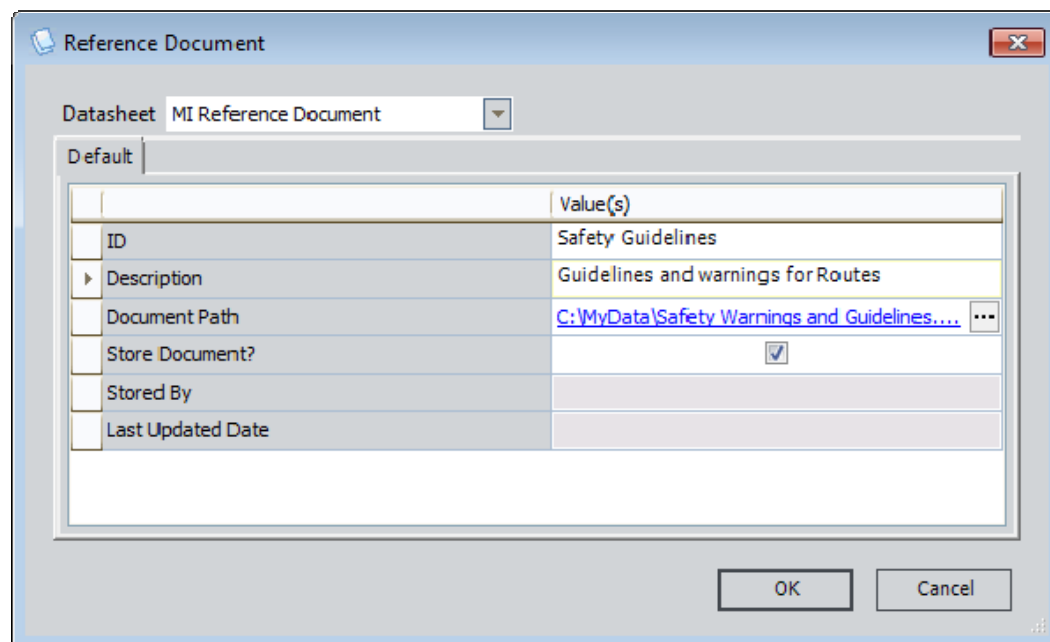 Reference Document
Datasheet MI Reference Document
Default
Value(s)
ID Safety Guidelines
Description Guidelines and warnings for Routes
Document Path C:\MyData\Safety Warnings and Guidelines.... ...
Store Document?
Stored By
Last Updated Date
OK Cancel